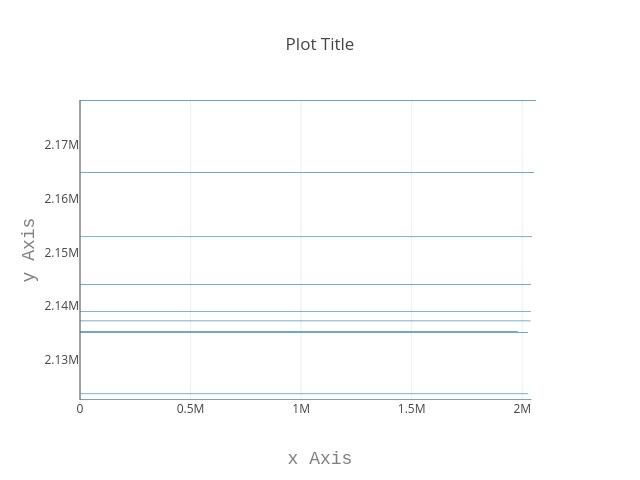 Plot Title
2.17M
2.16M
2.15M
2.14M
2.13M
y Axis
0 0.5M 1M 1.5M 2M
x Axis